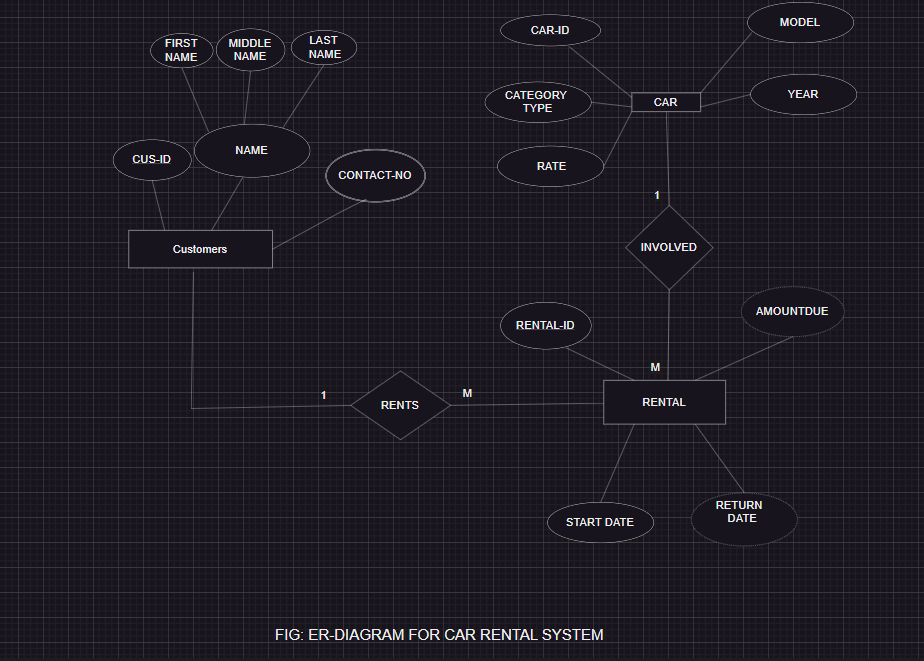 FIRST
NAME
MIDDLE
NAME
LAST
NAME
CUS-ID
NAME
CONTACT-NO
Customers
CAR-ID
MODEL
CATEGORY
TYPE
CAR
YEAR
RATE
1
INVOLVED
RENTAL-ID
AMOUNTDUE
M
1
RENTS
M
RENTAL
START DATE
RETURN
DATE
FIG: ER-DIAGRAM FOR CAR RENTAL SYSTEM